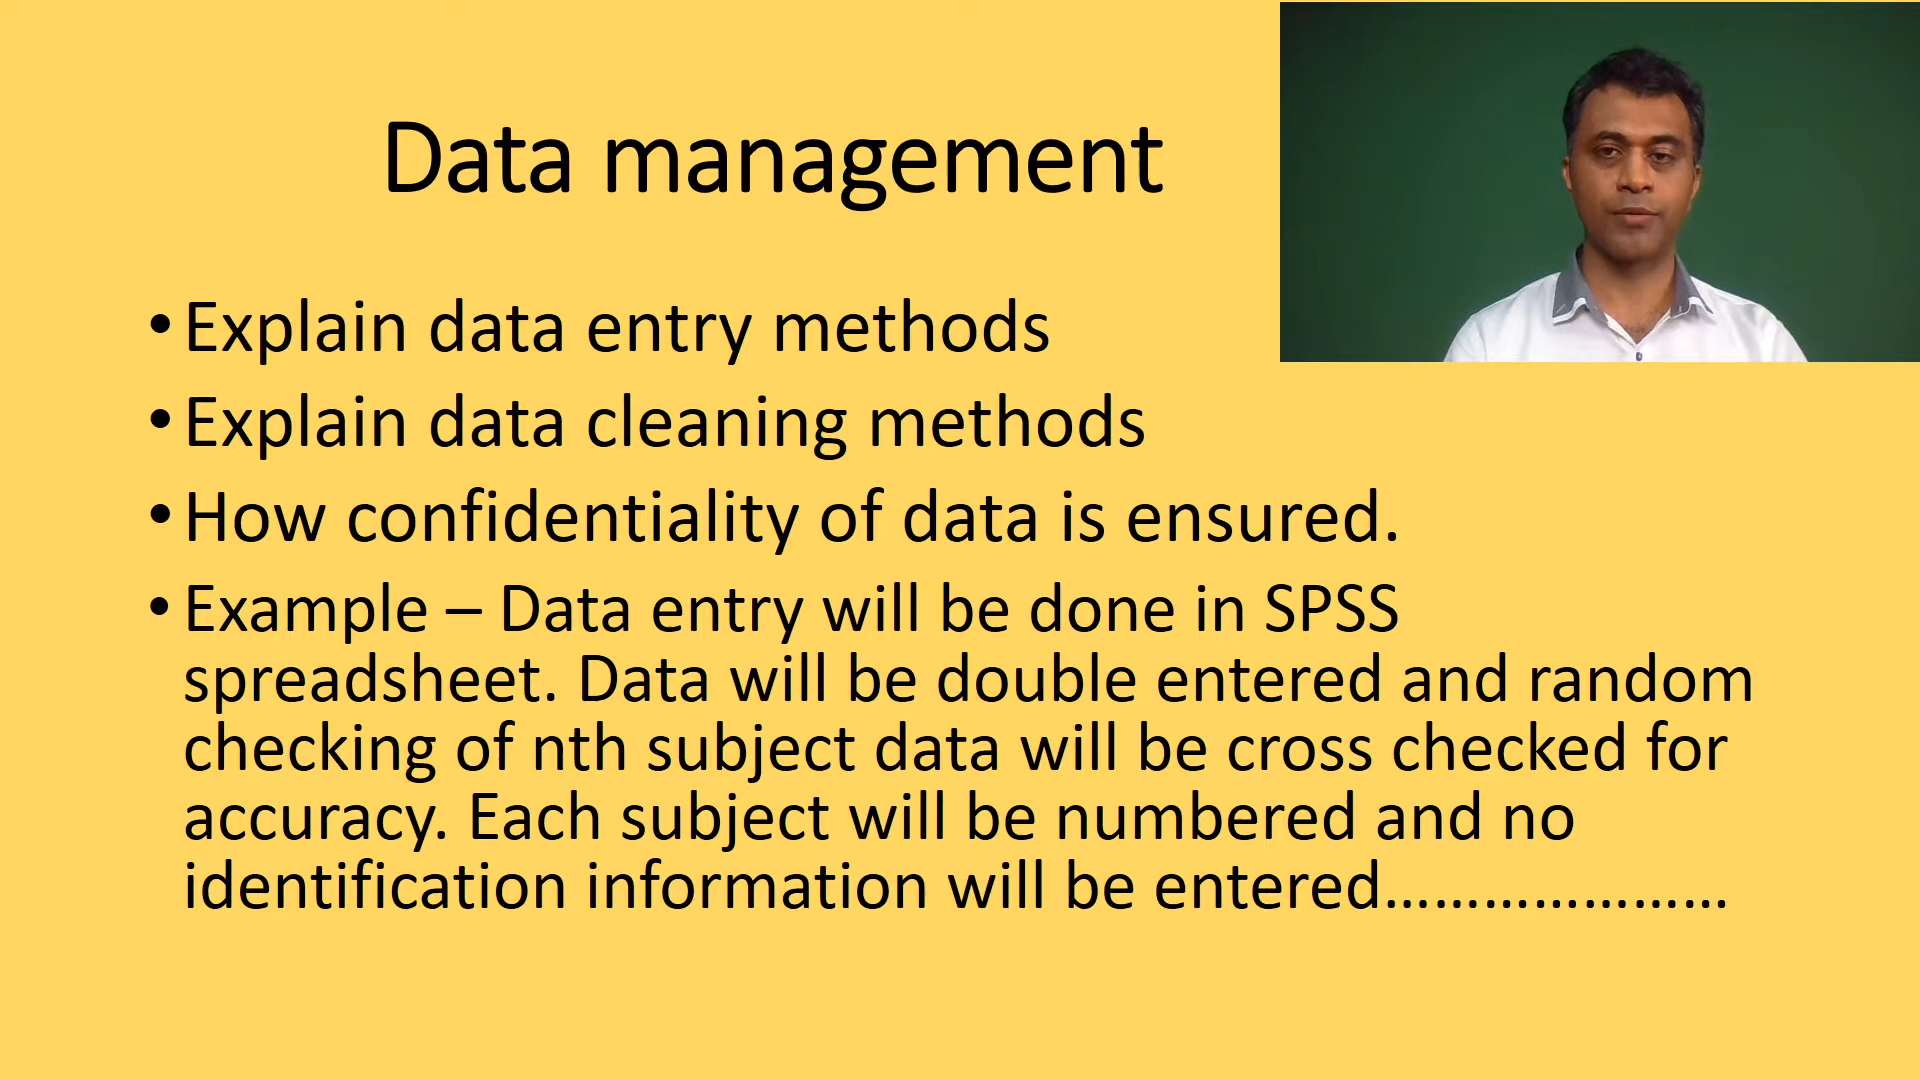 Data management
•Explain data entry methods
•Explain data cleaning methods
•How confidentiality of data is ensured.
•Example – Data entry will be done in SPSS
spreadsheet. Data will be double entered and random
checking of nth subject data will be cross checked for
accuracy. Each subject will be numbered and no
identification information will be entered…………………